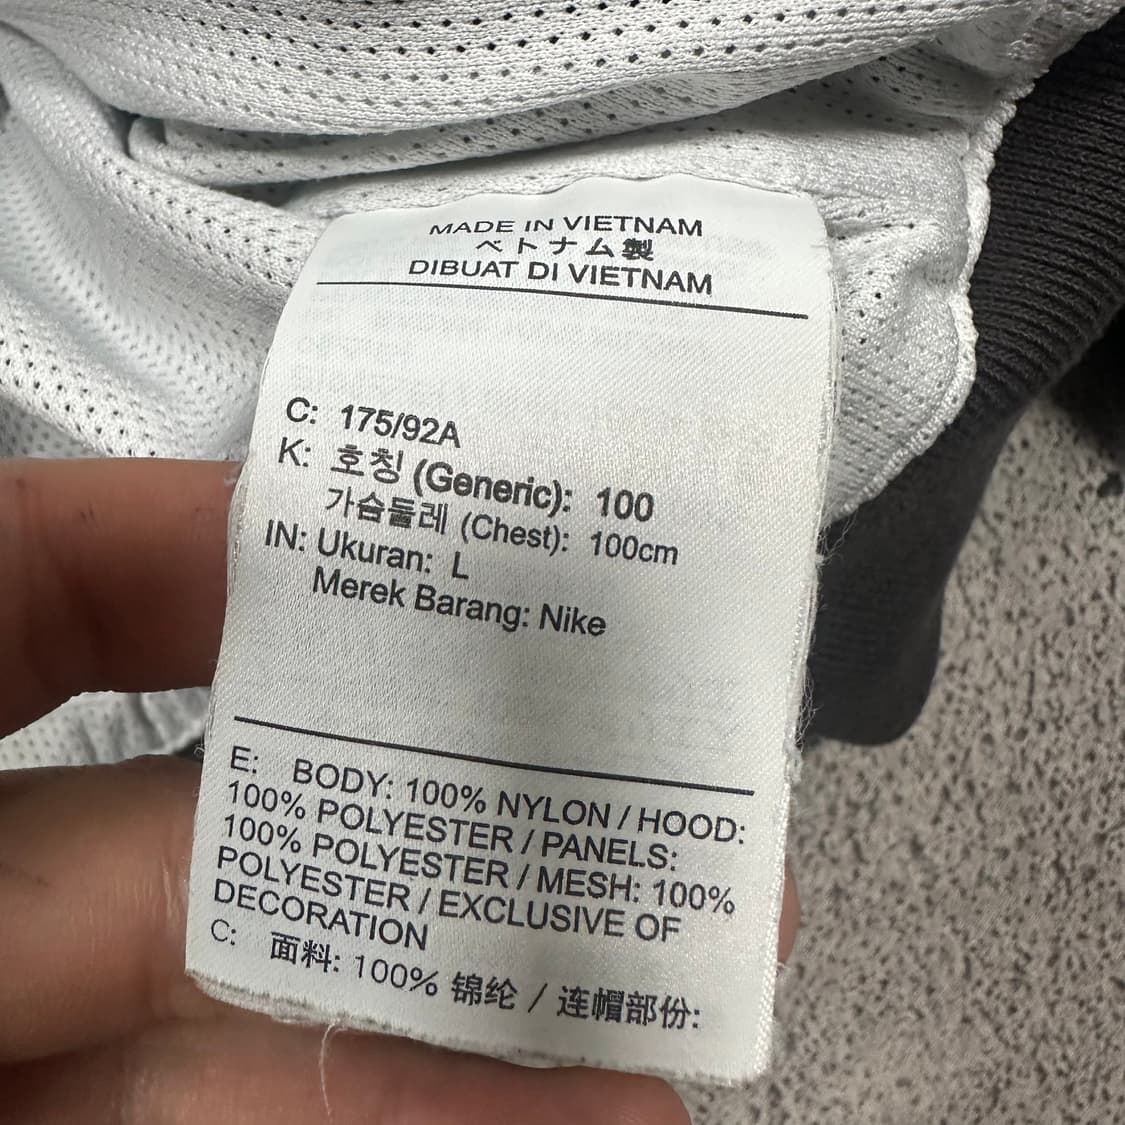 MADE IN VIETNAM
ベトナム製
DIBUAT DI VIETNAM
C: 175/92A
K: 호칭 (Generic): 100
가슴둘레 (Chest): 100cm
IN: Ukuran: L
Merek Barang: Nike
E: BODY: 100% NYLON / HOOD:
100% POLYESTER / PANELS:
100% POLYESTER / MESH: 100%
POLYESTER / EXCLUSIVE OF
DECORATION
C: 面料: 100% 锦纶 / 连帽部份: